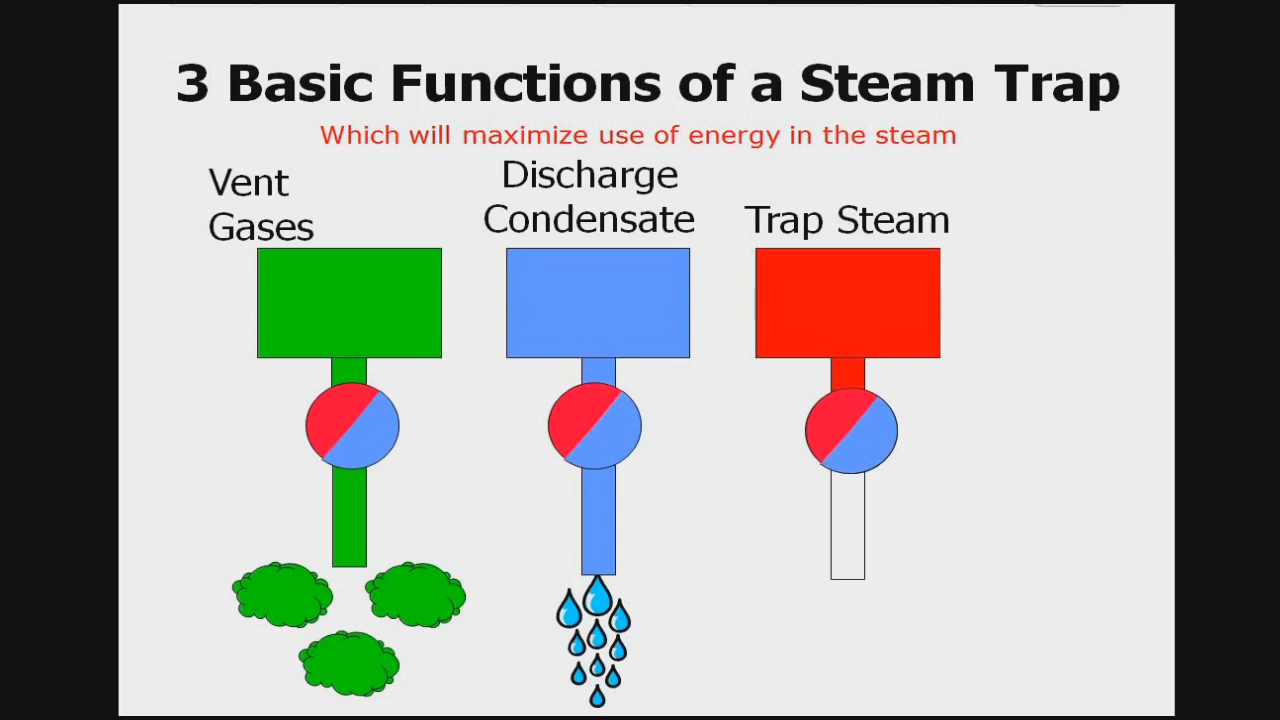 3 Basic Functions of a Steam Trap
Which will maximize use of energy in the steam
Vent
Gases
Discharge
Condensate
Trap Steam